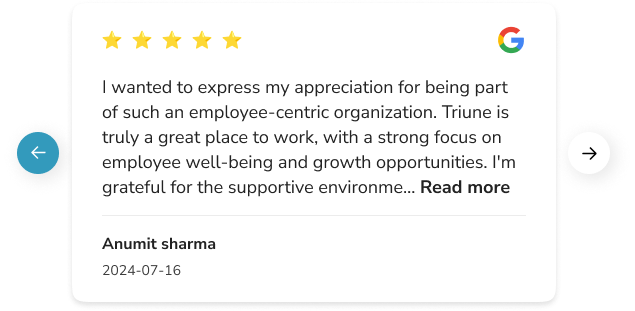 I wanted to express my appreciation for being part
of such an employee-centric organization. Triune is
truly a great place to work, with a strong focus on
employee well-being and growth opportunities. I'm
grateful for the supportive environme... Read more
Anumit sharma
2024-07-16